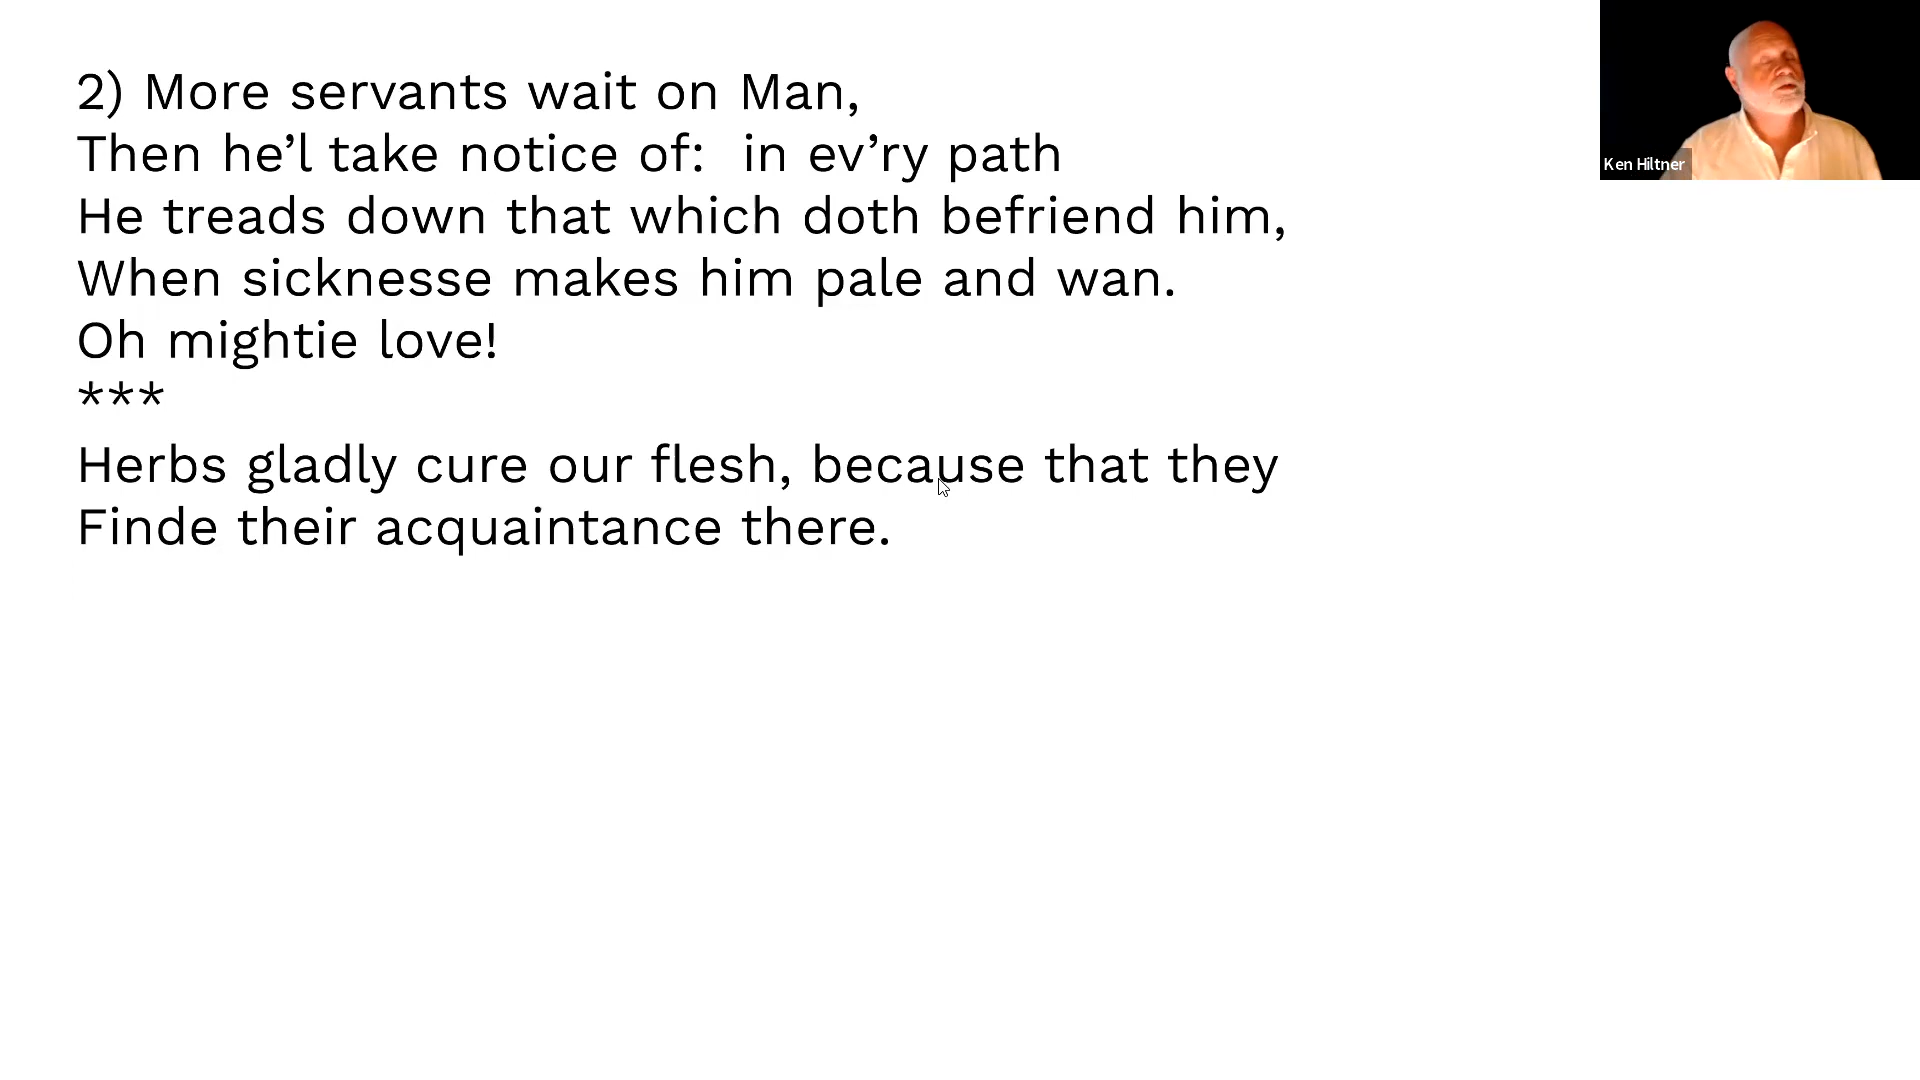 2) More servants wait on Man,
Then he’l take notice of:  in ev’ry path
He treads down that which doth befriend him,
When sicknesse makes him pale and wan.
Oh mightie love!
***
Herbs gladly cure our flesh, because that they
Finde their acquaintance there.
Ken Hiltner